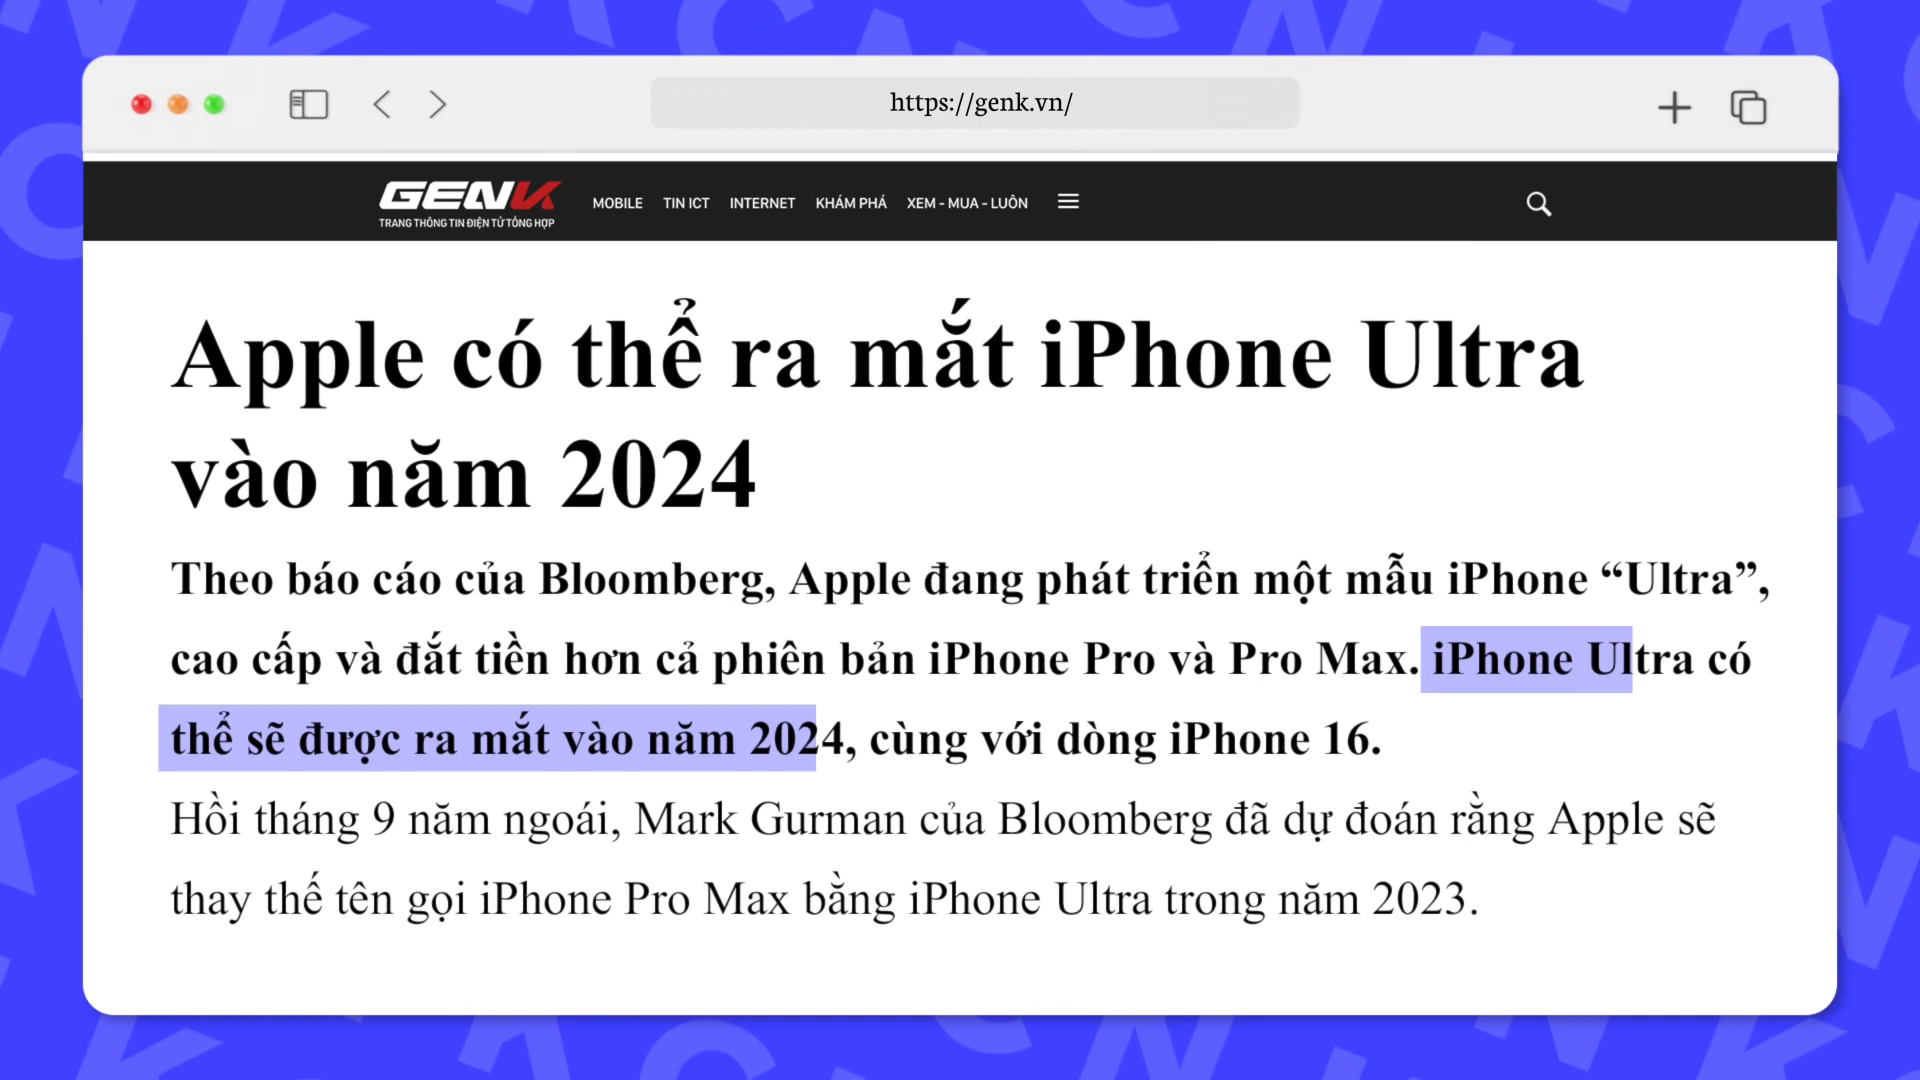 https://genk.vn/
GENK
TRANG THÔNG TIN ĐIỆN TỬ TỔNG HỢP
MOBILE TIN ICT INTERNET KHÁM PHÁ XEM - MUA - LUÔN
Apple có thể ra mắt iPhone Ultra
vào năm 2024
Theo báo cáo của Bloomberg, Apple đang phát triển một mẫu iPhone “Ultra”,
cao cấp và đắt tiền hơn cả phiên bản iPhone Pro và Pro Max. iPhone Ultra có
thể sẽ được ra mắt vào năm 2024, cùng với dòng iPhone 16.
Hồi tháng 9 năm ngoái, Mark Gurman của Bloomberg đã dự đoán rằng Apple sẽ
thay thế tên gọi iPhone Pro Max bằng iPhone Ultra trong năm 2023.